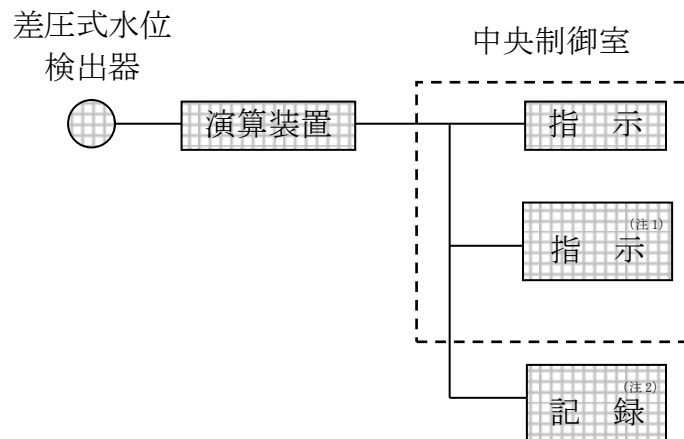 差圧式水位
検出器
中央制御室
演算装置
指 示
(注1)
指 示
(注2)
記 録